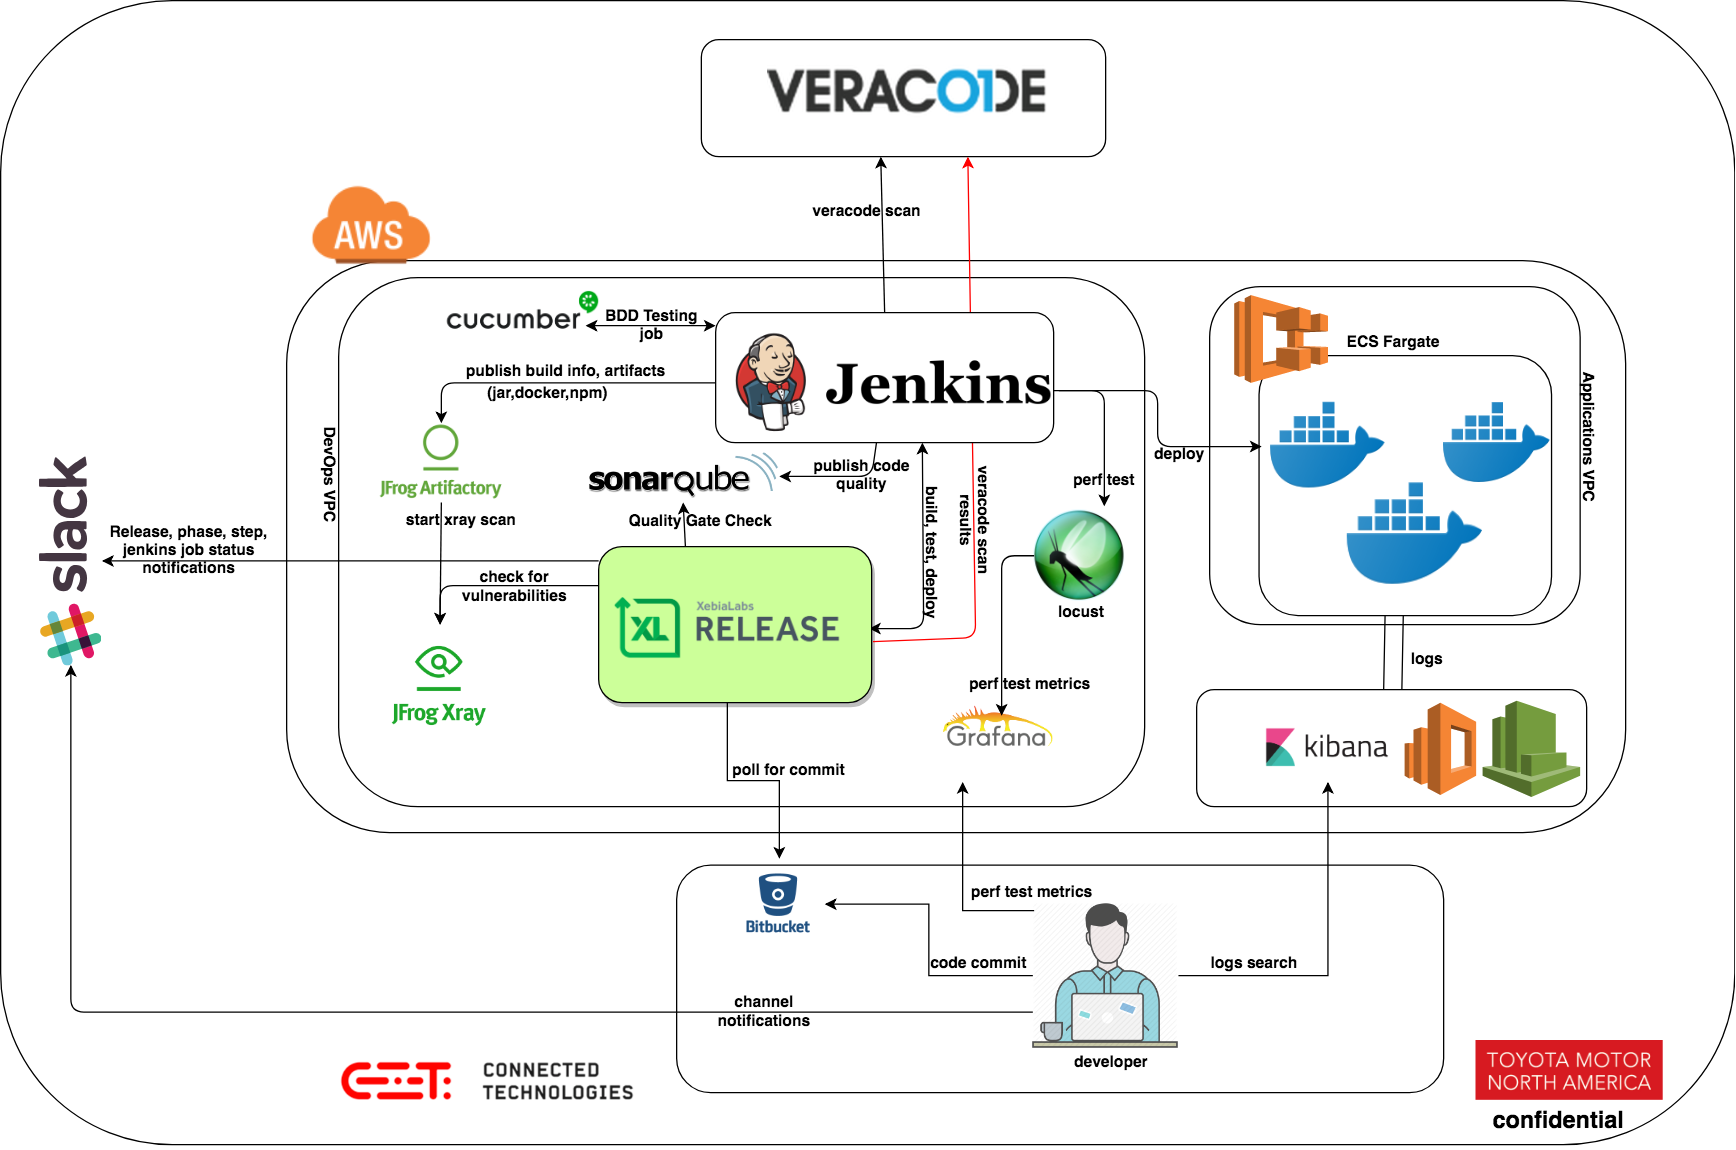 VERACODE
veracode scan
AWS
cucumber
BDD Testing
job
publish build info, artifacts
(jar,docker,npm)
Jenkins
ECS Fargate
Applications VPC
DevOps VPC
JFrog Artifactory
start xray scan
sonarqube
publish code
quality
Quality Gate Check
perf test
deploy
veracode scan
results
build, test, deploy
slack
Release, phase, step,
jenkins job status
notifications
check for
vulnerabilities
XebiaLabs
XL
RELEASE
locust
JFrog Xray
perf test metrics
Grafana
logs
kibana
poll for commit
Bitbucket
perf test metrics
code commit
logs search
channel
notifications
developer
CONNECTED
TECHNOLOGIES
TOYOTA MOTOR
NORTH AMERICA
confidential